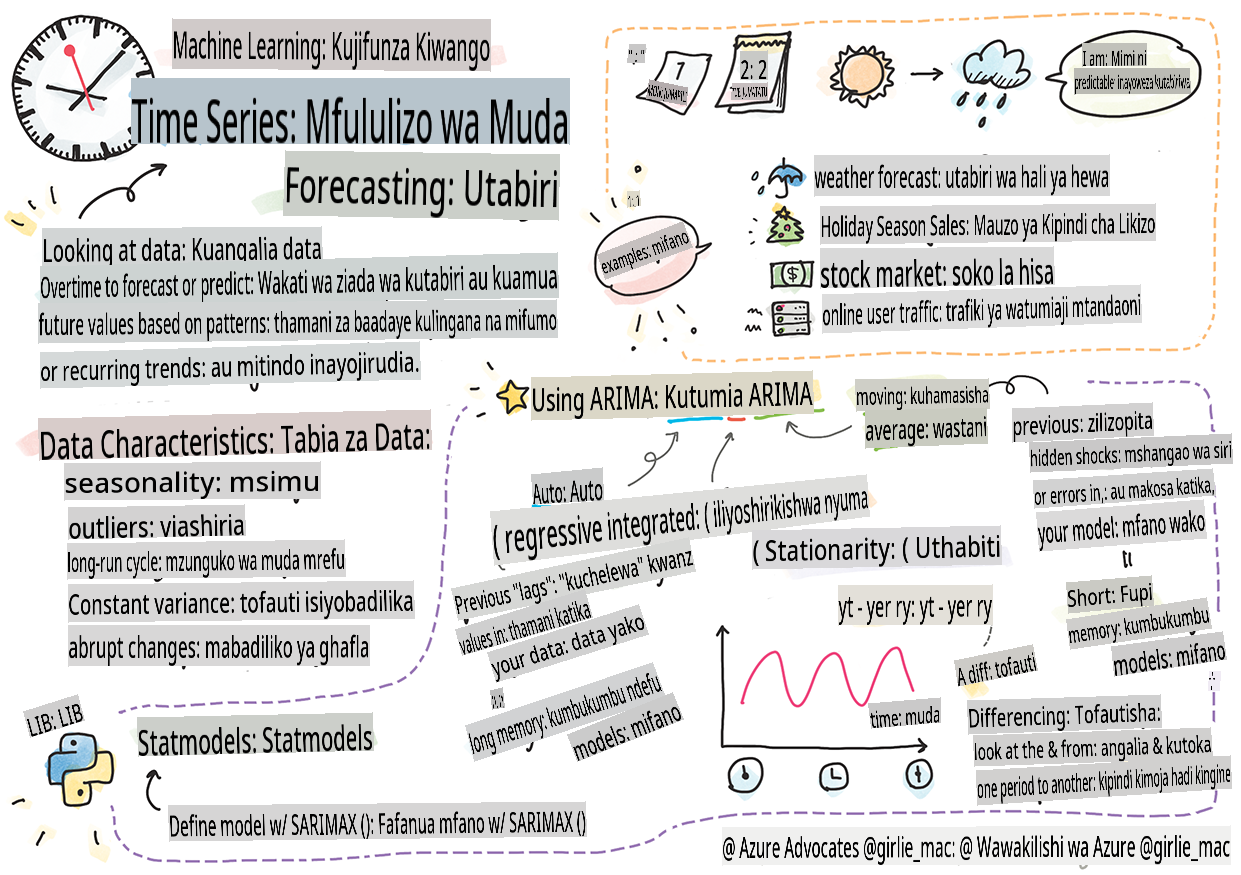 Machine Learning: Kujifunza Kiwango
Time Series: Mfululizo wa Muda
Forecasting: Utabiri
Looking at data: Kuangalia data
Overtime to forecast or predict: Wakati wa ziada wa kutabiri au kuamua
future values based on patterns: thamani za baadaye kulingana na mifumo
or recurring trends: au mitindo inayojirudia.
7
2: 2
I am: Mimi ni
predictable: inayoweza kutabiriwa
examples: mifano
weather forecast: utabiri wa hali ya hewa
Holiday Season Sales: Mauzo ya Kipindi cha Likizo
stock market: soko la hisa
online user traffic: trafiki ya watumiaji mtandaoni
Data Characteristics: Tabia za Data:
seasonality: msimu
outliers: viashiria
long-run cycle: mzunguko wa muda mrefu
Constant variance: tofauti isiyobadilika
abrupt changes: mabadiliko ya ghafla
Using ARIMA: Kutumia ARIMA
moving: kuhamasisha
average: wastani
previous: zilizopita
hidden shocks: mshangao wa siri
or errors in,: au makosa katika,
your model: mfano wako
Short: Fupi
memory: kumbukumbu
models: mifano
Auto: Auto
( regressive integrated: ( iliyoshirikishwa nyuma
Previous "lags": "kuchelewa" kwanz
values in: thamani katika
your data: data yako
long memory: kumbukumbu ndefu
models: mifano
( Stationarity: ( Uthabiti
yt - yer ry: yt - yer ry
time: muda
A diff: tofauti
Differencing: Tofautisha:
look at the & from: angalia & kutoka
one period to another: kipindi kimoja hadi kingine
LIB: LIB
Statmodels: Statmodels
Define model w/ SARIMAX (): Fafanua mfano w/ SARIMAX ()
@ Azure Advocates @girlie_mac: @ Wawakilishi wa Azure @girlie_mac